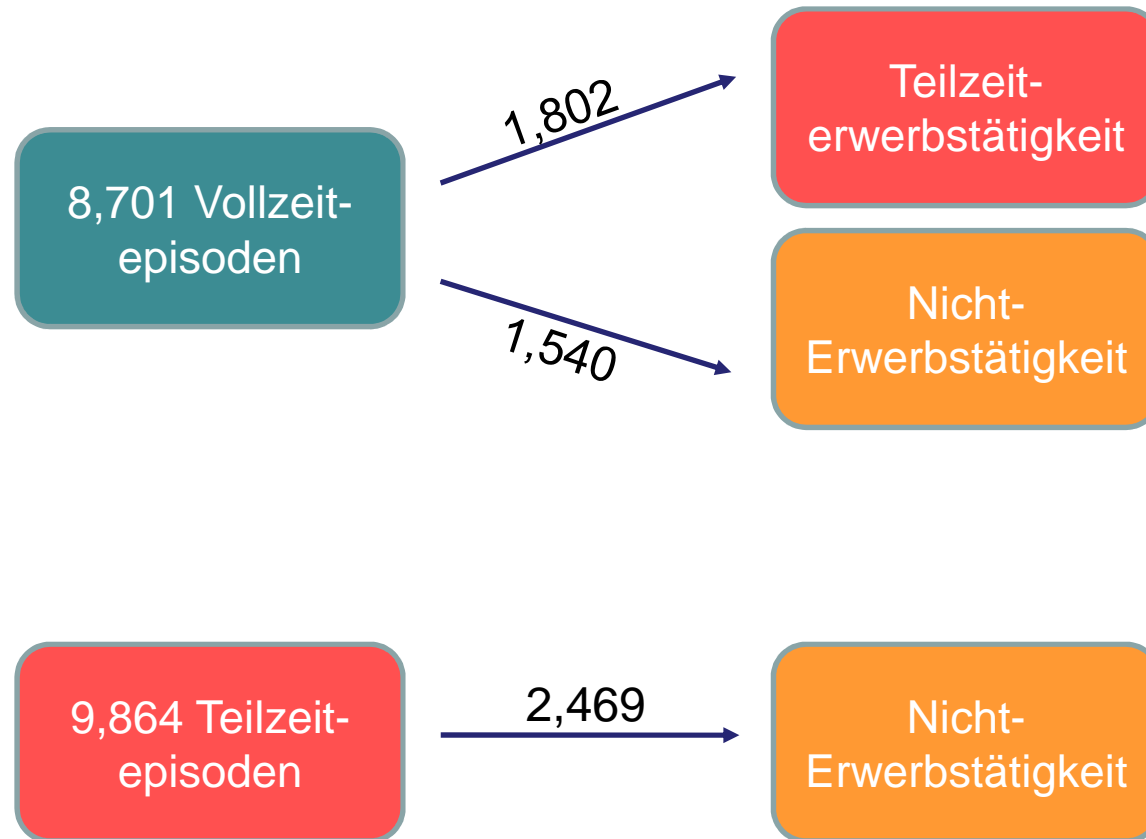 8,701 Vollzeit-
episoden
1,802
1,540
Teilzeit-
erwerbstätigkeit
Nicht-
Erwerbstätigkeit
9,864 Teilzeit-
episoden
2,469
Nicht-
Erwerbstätigkeit